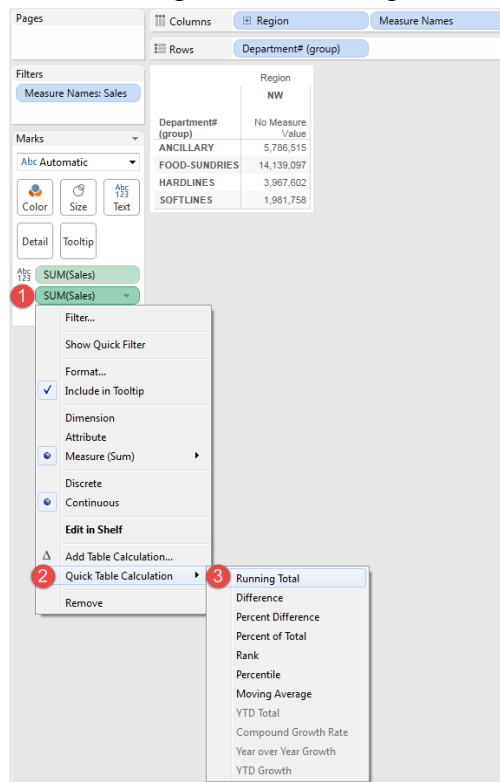 Pages
Columns
Region
Measure Names
Rows
Department# (group)
Filters
Measure Names: Sales
Region
NW
Department# (group)
No Measure Value
ANCILLARY 5,786,515
FOOD-SUNDRIES 14,139,097
HARDLINES 3,967,602
SOFTLINES 1,981,758
Marks
Abc Automatic
Color
Size
Abc
123
Text
Detail
Tooltip
Abc
123
SUM(Sales)
1
SUM(Sales)
Filter...
Show Quick Filter
Format...
Include in Tooltip
Dimension
Attribute
Measure (Sum)
Discrete
Continuous
Edit in Shelf
Δ Add Table Calculation...
2 Quick Table Calculation
Remove
3 Running Total
Difference
Percent Difference
Percent of Total
Rank
Percentile
Moving Average
YTD Total
Compound Growth Rate
Year over Year Growth
YTD Growth